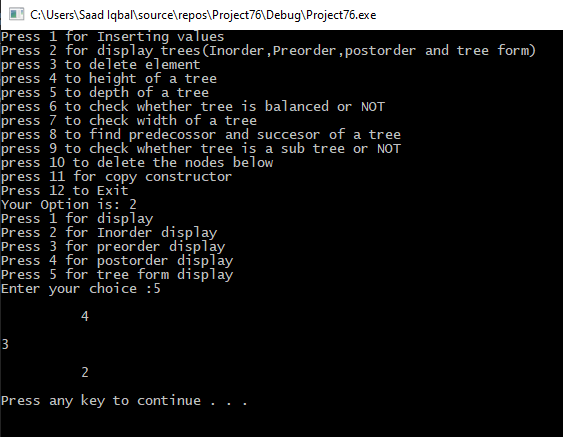 C:\Users\Saad Iqbal\source\repos\Project76\Debug\Project76.exe
Press 1 for Inserting values
Press 2 for display trees(Inorder,Preorder,postorder and tree form)
press 3 to delete element
press 4 to height of a tree
press 5 to depth of a tree
press 6 to check whether tree is balanced or NOT
press 7 to check width of a tree
press 8 to find predecossor and succesor of a tree
press 9 to check whether tree is a sub tree or NOT
press 10 to delete the nodes below
press 11 for copy constructor
Press 12 to Exit
Your Option is: 2
Press 1 for display
Press 2 for Inorder display
Press 3 for preorder display
Press 4 for postorder display
Press 5 for tree form display
Enter your choice :5
4
3
2
Press any key to continue . . .